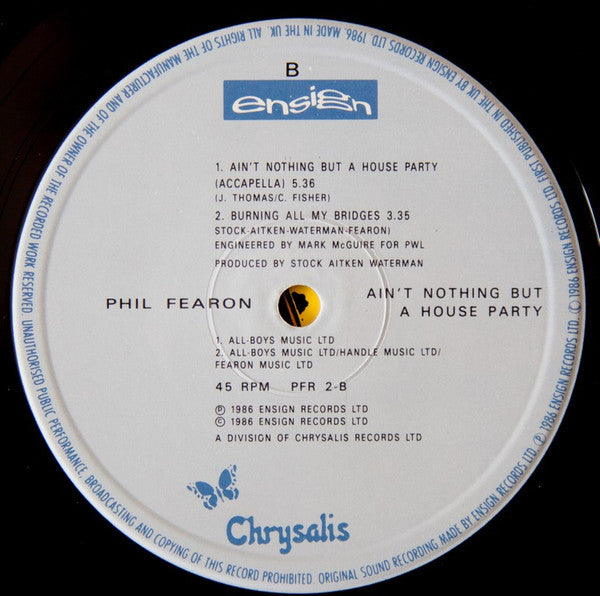 B
ensign
1. AIN'T NOTHING BUT A HOUSE PARTY
(ACCAPELLA) 5.36
(J. THOMAS/C. FISHER)
2. BURNING ALL MY BRIDGES 3.35
STOCK-AITKEN-WATERMAN-FEARON)
ENGINEERED BY MARK McGUIRE FOR PWL
PRODUCED BY STOCK AITKEN WATERMAN
PHIL FEARON
AIN'T NOTHING BUT
A HOUSE PARTY
1. ALL-BOYS MUSIC LTD
2. ALL-BOYS MUSIC LTD/HANDLE MUSIC LTD/
FEARON MUSIC LTD
45 RPM PFR 2-B
℗ 1986 ENSIGN RECORDS LTD
© 1986 ENSIGN RECORDS LTD
A DIVISION OF CHRYSALIS RECORDS LTD
Chrysalis
ALL RIGHTS OF THE MANUFACTURER AND OF THE OWNER OF THE RECORDED WORK RESERVED. UNAUTHORISED PUBLIC PERFORMANCE, BROADCASTING AND COPYING OF THIS RECORD PROHIBITED. ORIGINAL SOUND RECORDING MADE BY ENSIGN RECORDS LTD. ℗ 1986 ENSIGN RECORDS LTD. © 1986 ENSIGN RECORDS LTD. FIRST PUBLISHED IN THE UK BY ENSIGN RECORDS LTD. 1986. MADE IN THE UK.